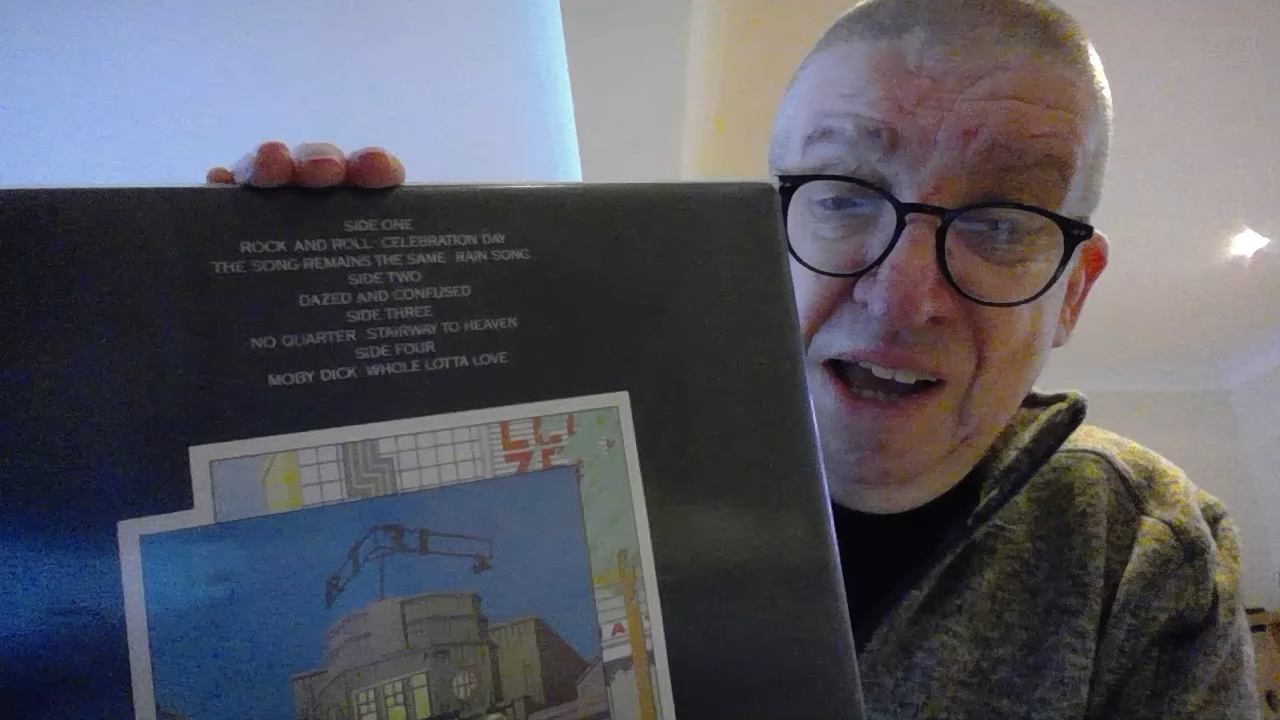 SIDE ONE
ROCK AND ROLL CELEBRATION DAY
THE SONG REMAINS THE SAME RAIN SONG
SIDE TWO
DAZED AND CONFUSED
SIDE THREE
NO QUARTER STAIRWAY TO HEAVEN
SIDE FOUR
MOBY DICK WHOLE LOTTA LOVE
A